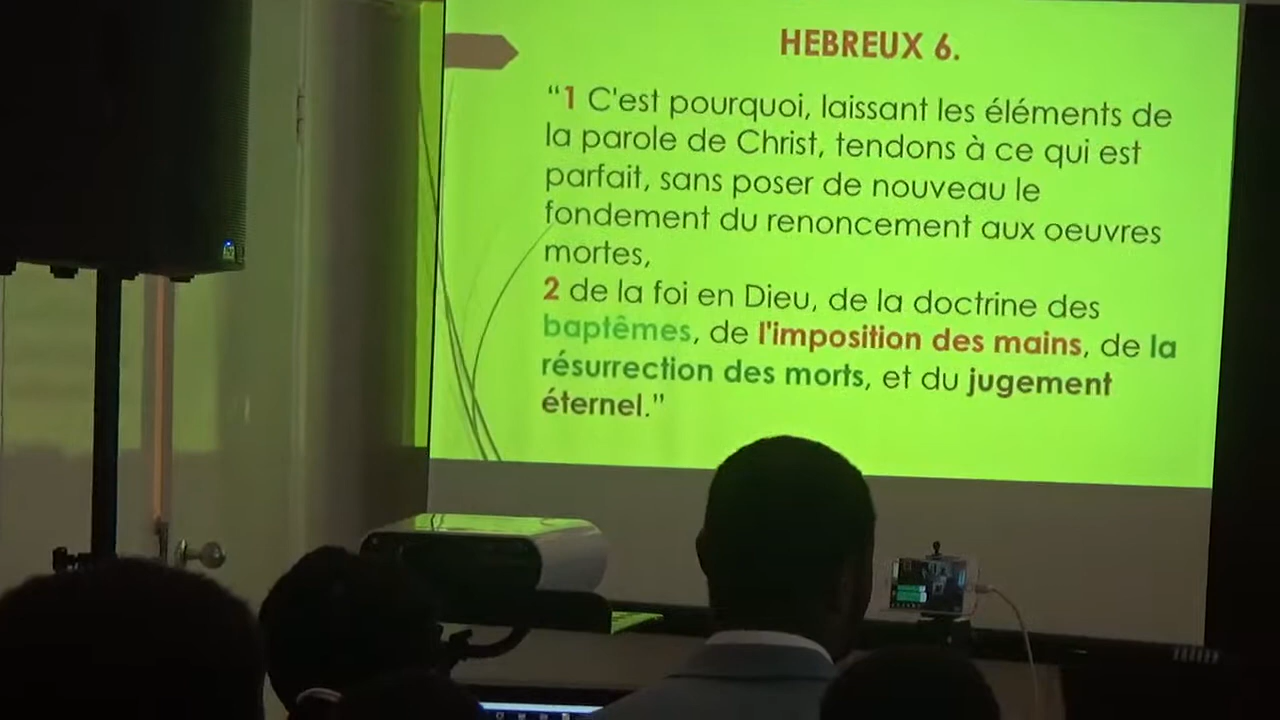 HEBREUX 6.
“1 C'est pourquoi, laissant les éléments de
la parole de Christ, tendons à ce qui est
parfait, sans poser de nouveau le
fondement du renoncement aux oeuvres
mortes,
2 de la foi en Dieu, de la doctrine des
baptêmes, de l'imposition des mains, de la
résurrection des morts, et du jugement
éternel.”